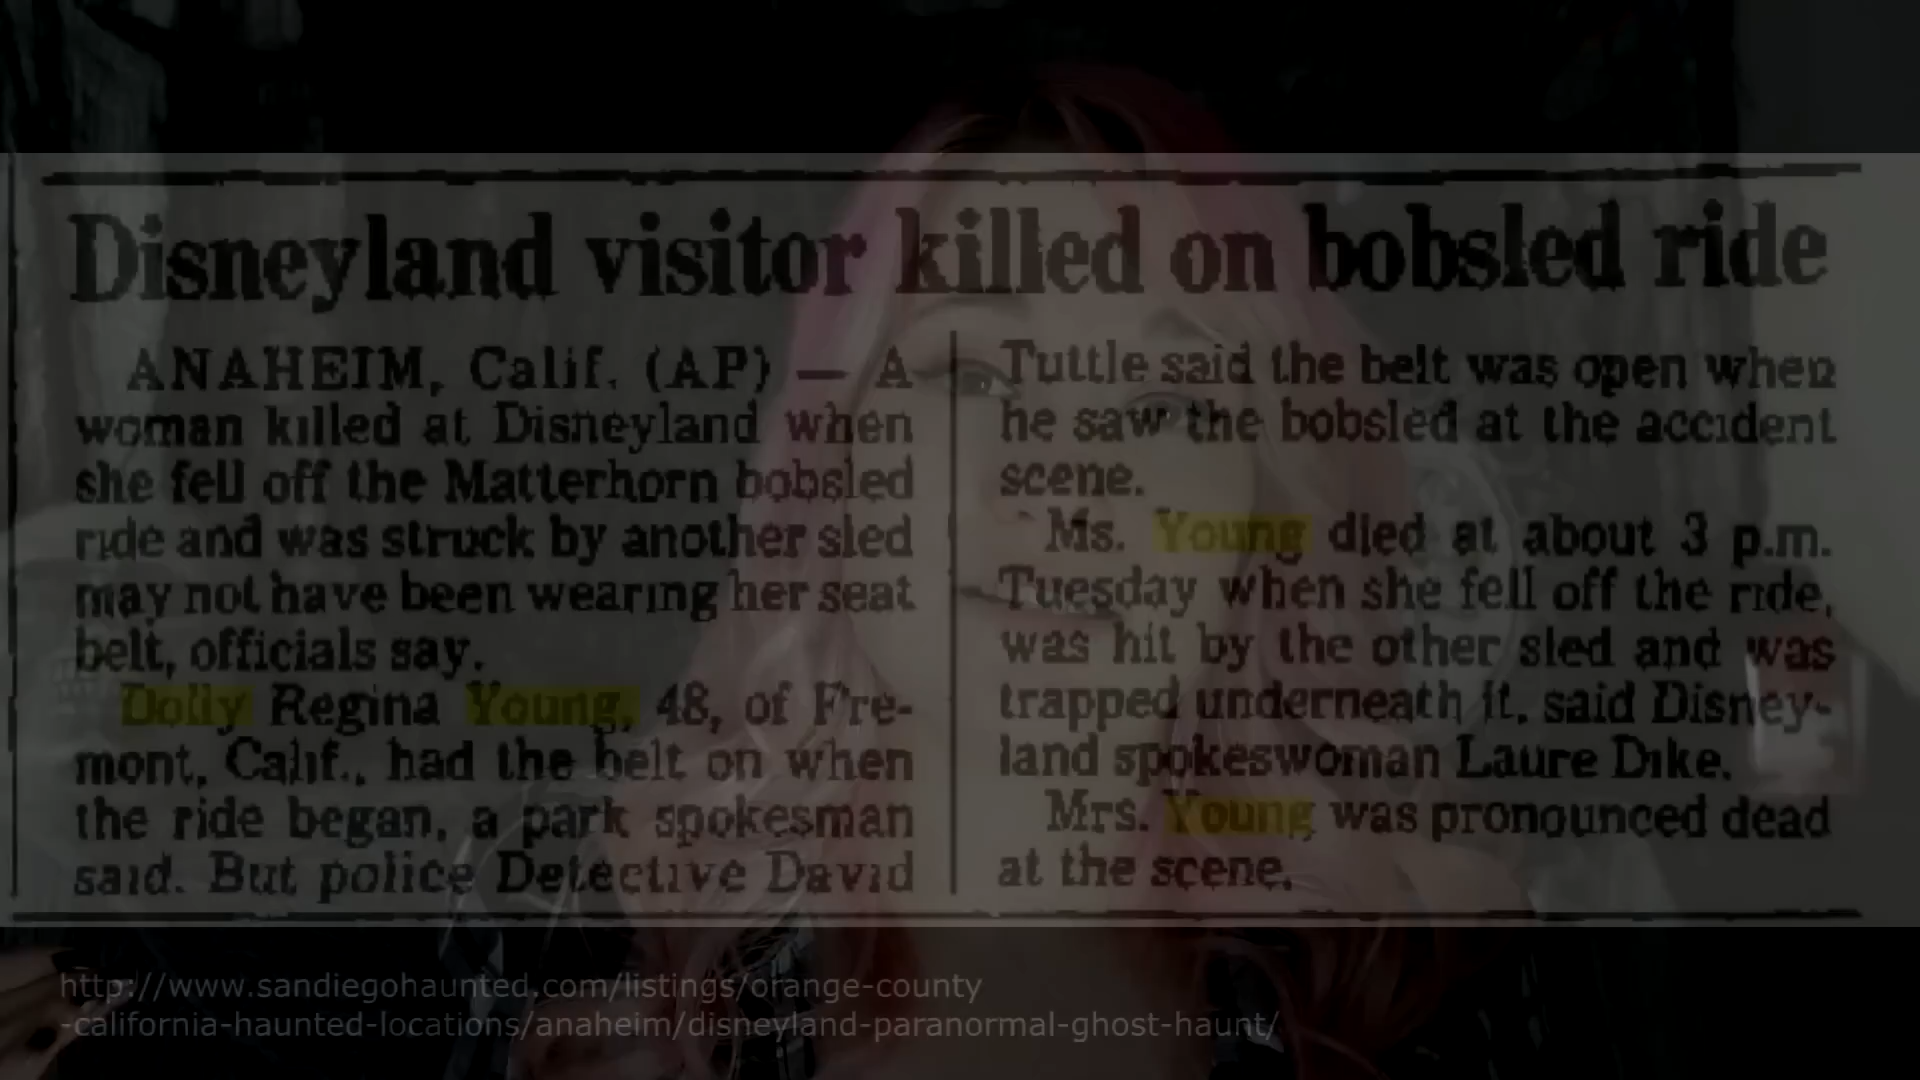 Disneyland visitor killed on bobsled ride
ANAHEIM, Calif. (AP) — A
woman killed at Disneyland when
she fell off the Matterhorn bobsled
ride and was struck by another sled
may not have been wearing her seat
belt, officials say.
Dolly Regina Young, 48, of Fre-
mont, Calif., had the belt on when
the ride began, a park spokesman
said. But police Detective David
Tuttle said the belt was open when
he saw the bobsled at the accident
scene.
Ms. Young died at about 3 p.m.
Tuesday when she fell off the ride,
was hit by the other sled and was
trapped underneath it, said Disney-
land spokeswoman Laure Dike.
Mrs. Young was pronounced dead
at the scene.
http://www.sandiegohaunted.com/listings/orange-county
-california-haunted-locations/anaheim/disneyland-paranormal-ghost-haunt/